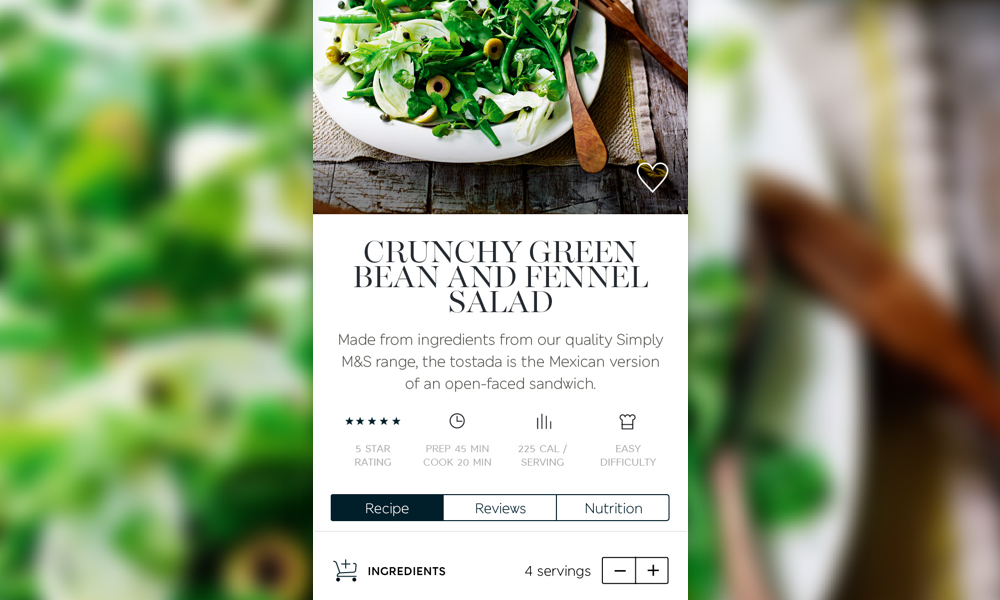 CRUNCHY GREEN
BEAN AND FENNEL
SALAD
Made from ingredients from our quality Simply
M&S range, the tostada is the Mexican version
of an open-faced sandwich.
5 STAR
RATING
PREP 45 MIN
COOK 20 MIN
225 CAL /
SERVING
EASY
DIFFICULTY
Recipe
Reviews
Nutrition
INGREDIENTS
4 servings